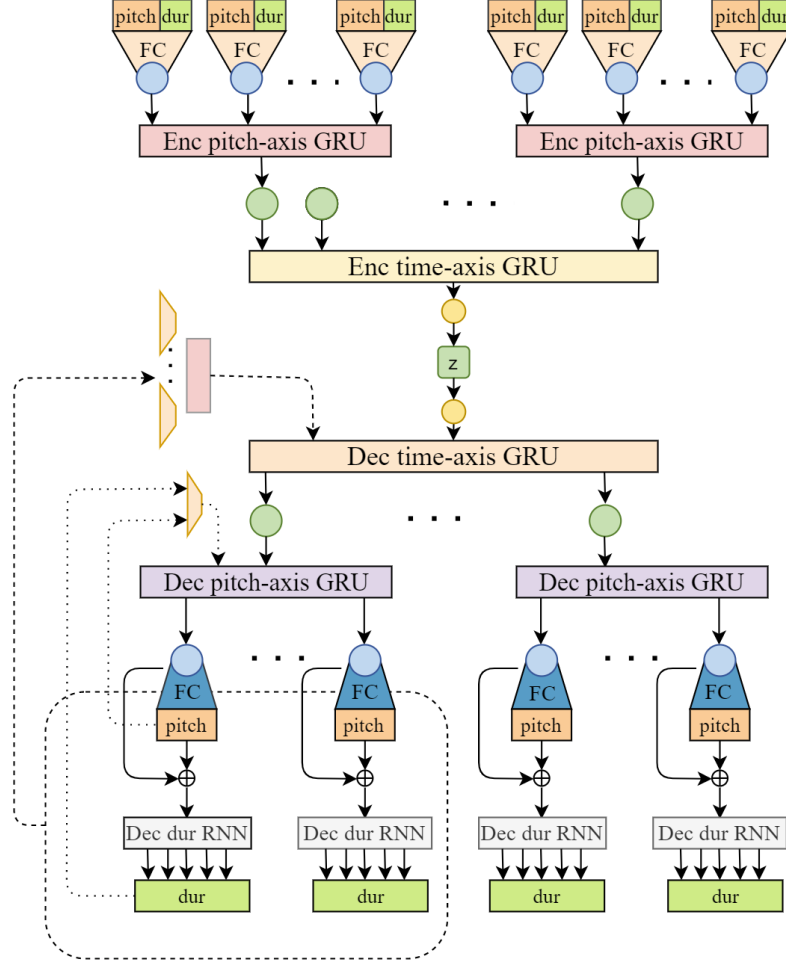 pitch dur pitch dur pitch dur pitch dur pitch dur pitch dur
FC FC FC FC FC FC
Enc pitch-axis GRU Enc pitch-axis GRU
Enc time-axis GRU
z
Dec time-axis GRU
Dec pitch-axis GRU Dec pitch-axis GRU
FC FC FC FC
pitch pitch pitch pitch
Dec dur RNN Dec dur RNN Dec dur RNN Dec dur RNN
dur dur dur dur